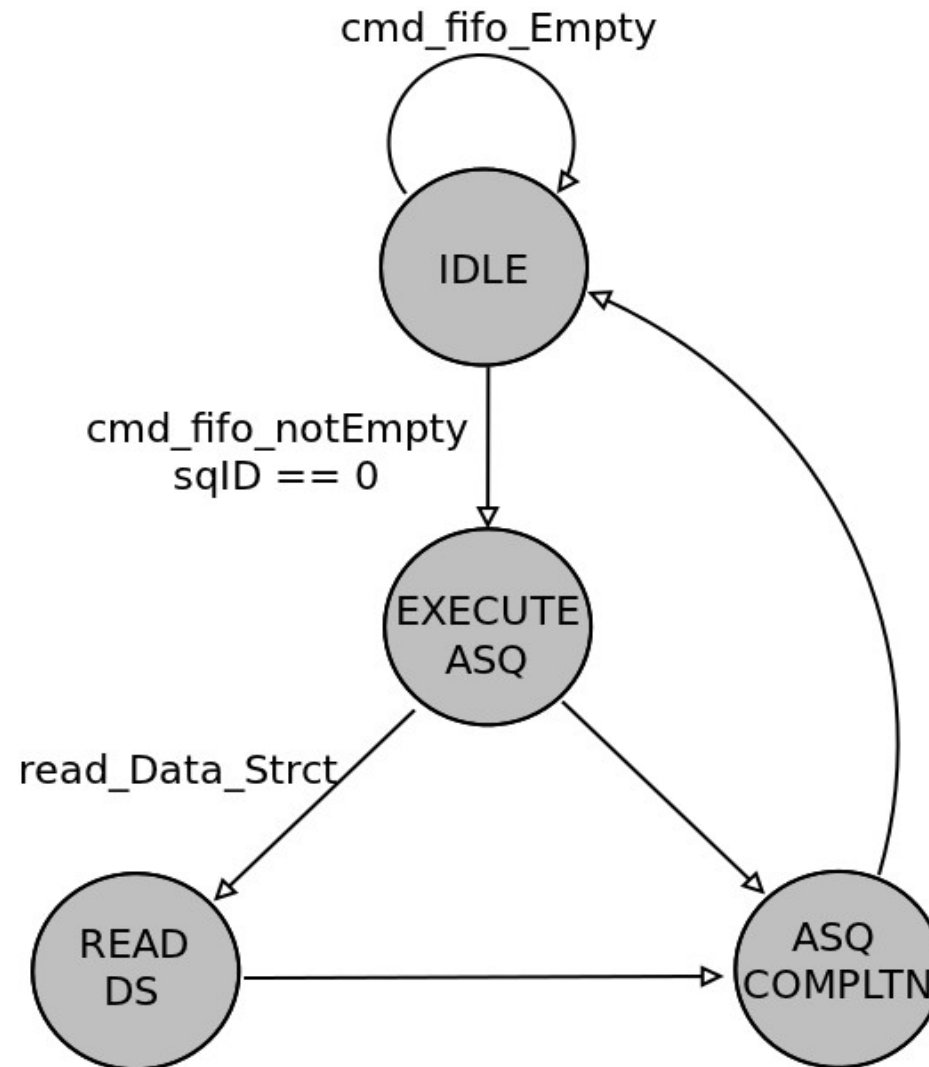 cmd_fifo_Empty
IDLE
cmd_fifo_notEmpty
sqID == 0
EXECUTE
ASQ
read_Data_Strct
READ
DS
ASQ
COMPLTN